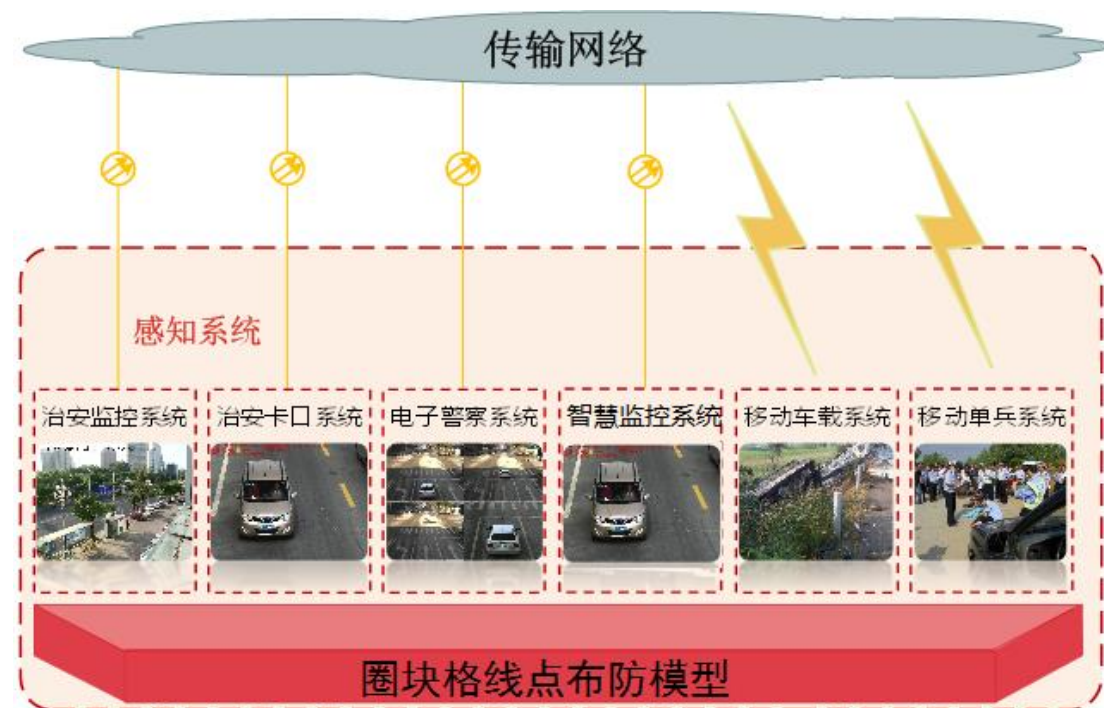 传输网络
感知系统
治安监控系统
治安卡口系统
电子警察系统
智慧监控系统
移动车载系统
移动单兵系统
圈块格线点布防模型